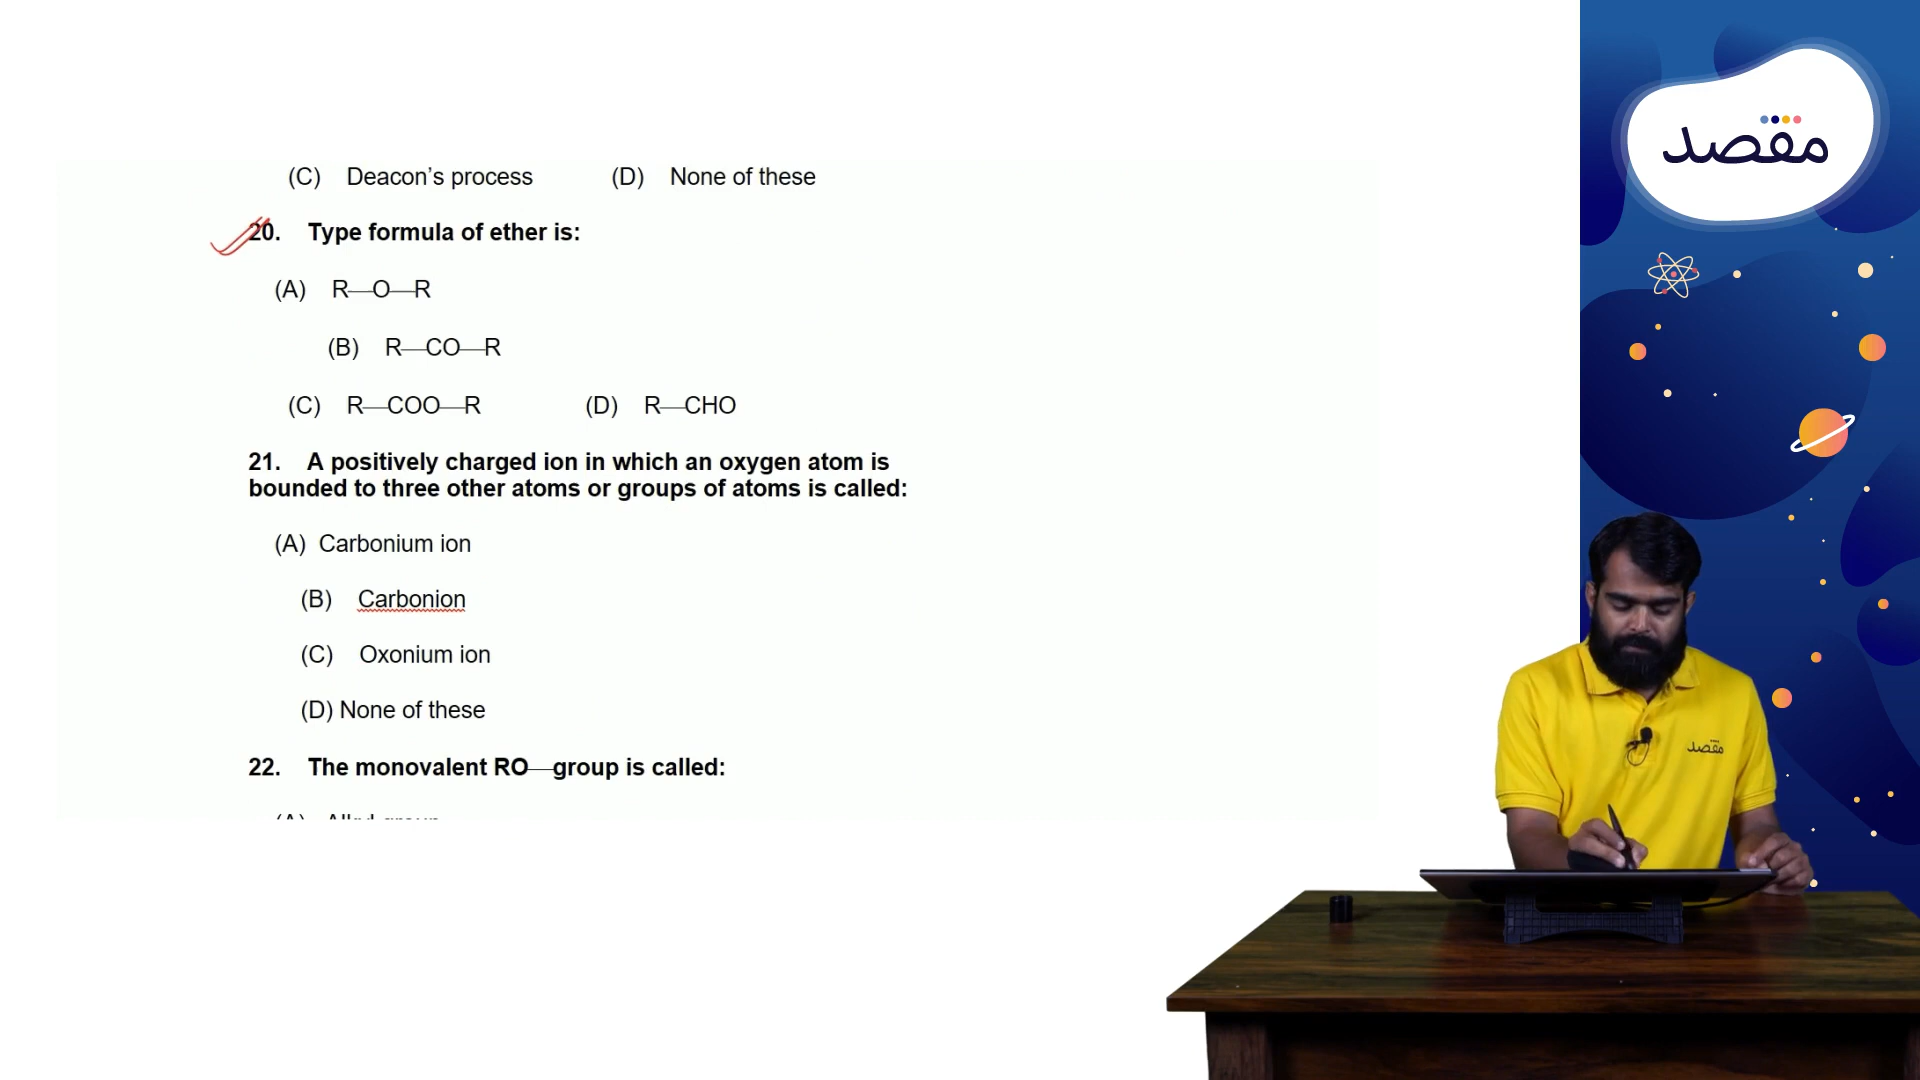 (C) Deacon's process (D) None of these
20. Type formula of ether is:
(A) R—O—R
(B) R—CO—R
(C) R—COO—R (D) R—CHO
21. A positively charged ion in which an oxygen atom is
bounded to three other atoms or groups of atoms is called:
(A) Carbonium ion
(B) Carbonion
(C) Oxonium ion
(D) None of these
22. The monovalent RO—group is called:
(A) Alkyl group
مقصد
مقصد